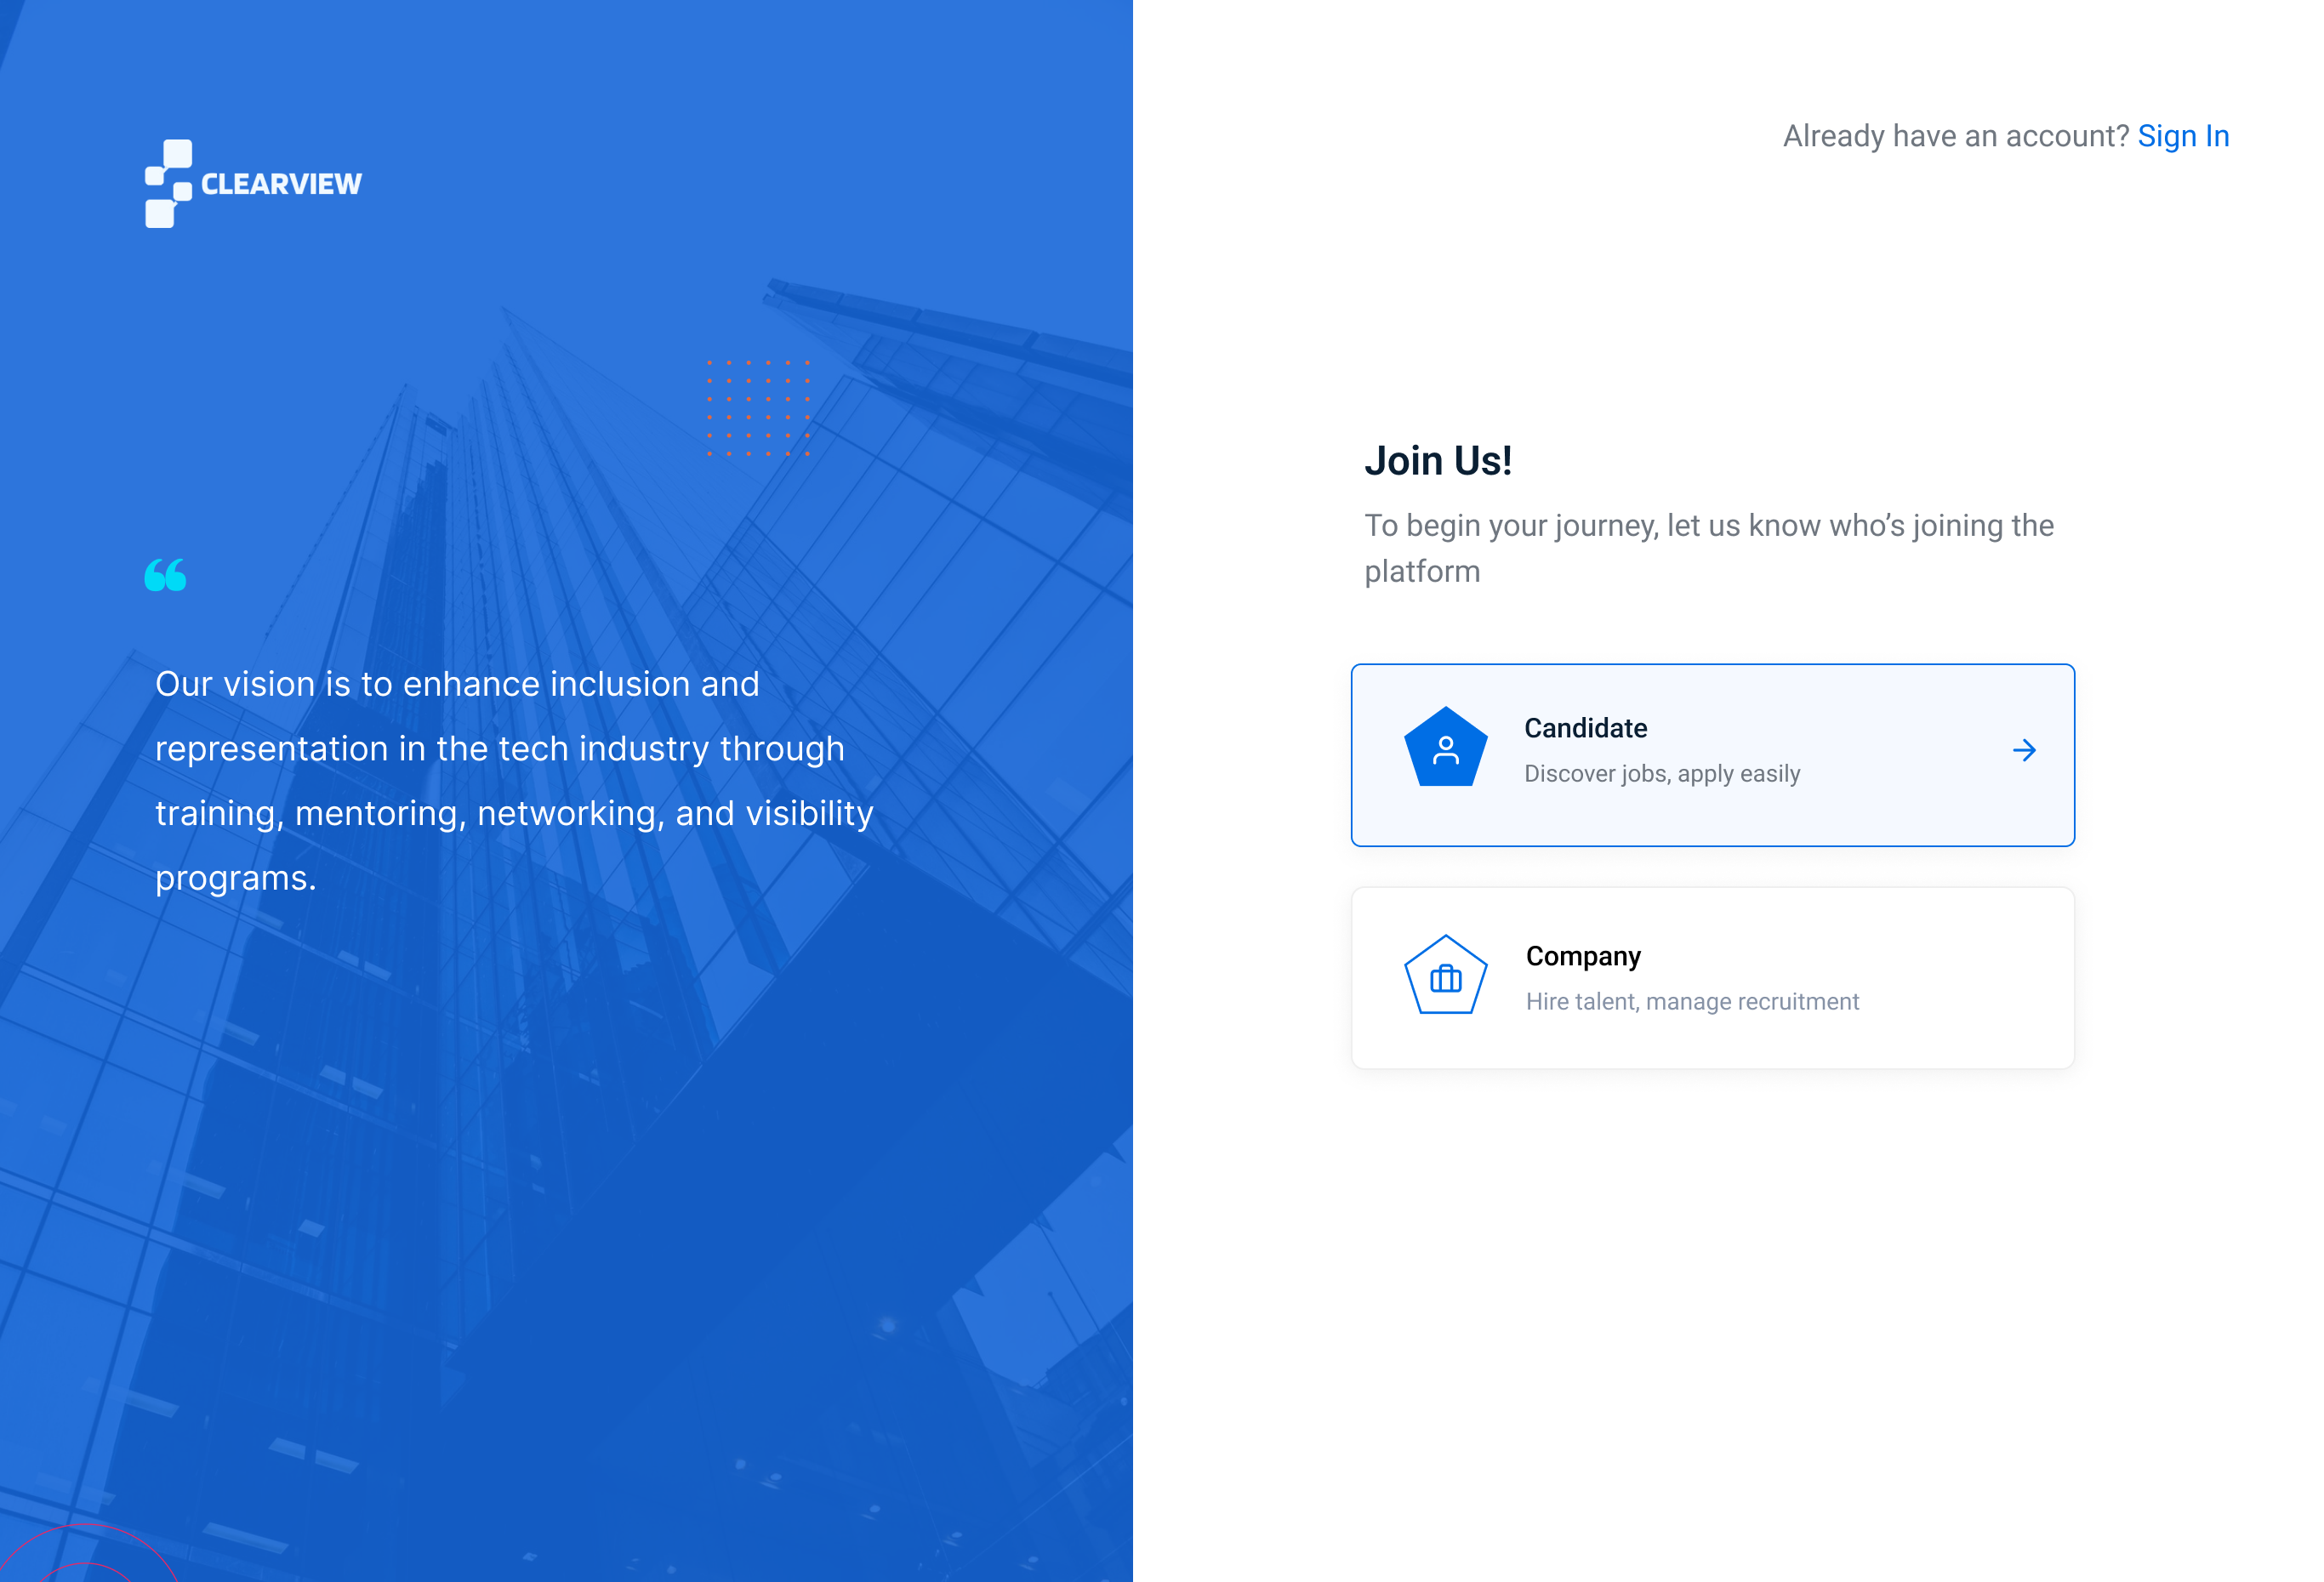 CLEARVIEW
Our vision is to enhance inclusion and
representation in the tech industry through
training, mentoring, networking, and visibility
programs.
Already have an account? Sign In
Join Us!
To begin your journey, let us know who’s joining the
platform
Candidate
Discover jobs, apply easily
Company
Hire talent, manage recruitment